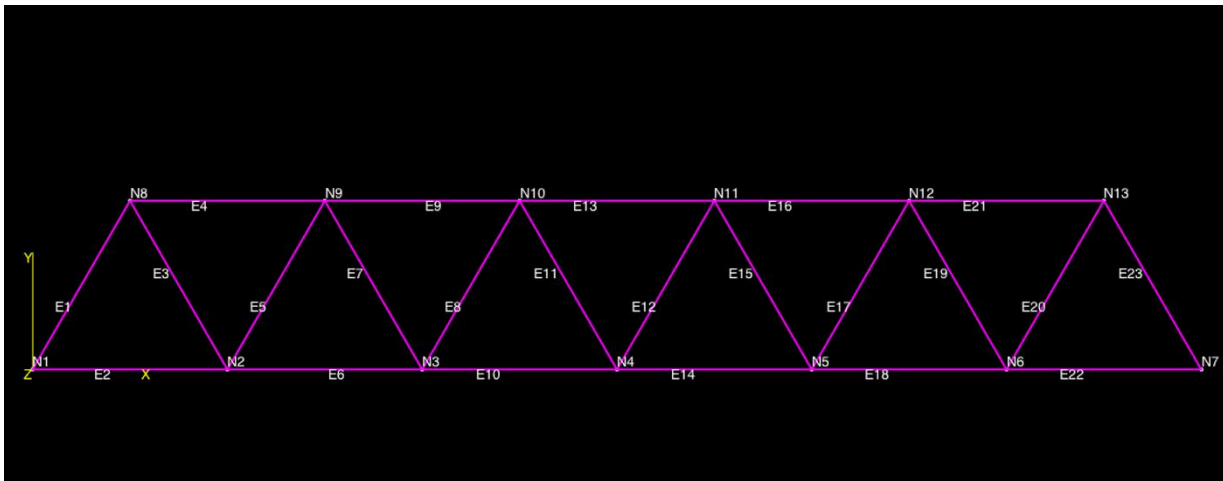 N8 N9 N10 N11 N12 N13
E4 E9 E13 E16 E21
Y
E3 E7 E11 E15 E19 E23
E1 E5 E8 E12 E17 E20
N1 N2 N3 N4 N5 N6 N7
Z E2 X E6 E10 E14 E18 E22